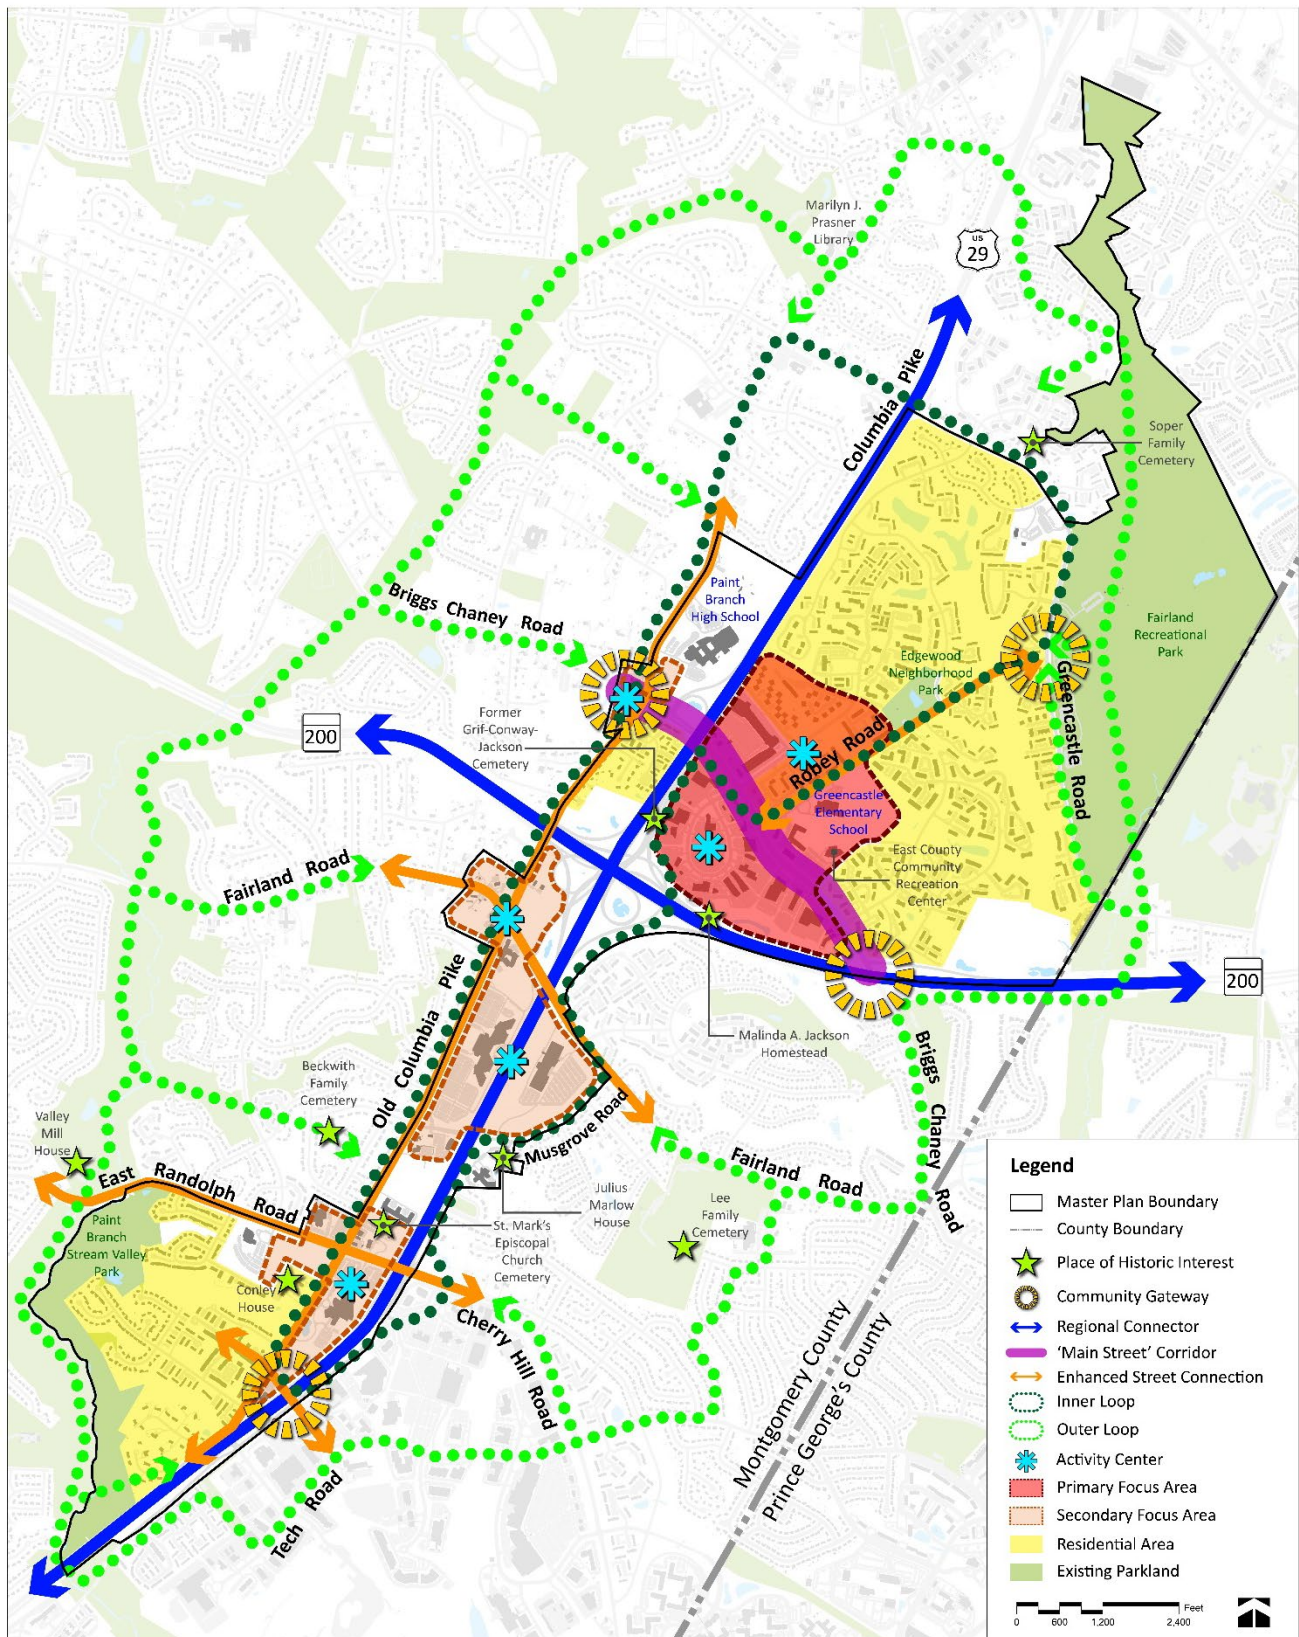 Marilyn J.
Prasner
Library
US
29
Columbia Pike
Soper
Family
Cemetery
Paint
Branch
High School
Briggs Chaney Road
Edgewood
Neighborhood
Park
Fairland
Recreational
Park
Greencastle Road
Former
Grif-Conway-
Jackson
Cemetery
200
Robey Road
Greencastle
Elementary
School
East County
Community
Recreation
Center
Fairland Road
200
Old Columbia Pike
Malinda A. Jackson
Homestead
Briggs Chaney Road
Beckwith
Family
Cemetery
Valley
Mill
House
Musgrove Road
East Randolph Road
Fairland Road
Julius
Marlow
House
Lee
Family
Cemetery
Paint
Branch
Stream Valley
Park
St. Mark's
Episcopal
Church
Cemetery
Conley
House
Cherry Hill Road
Tech Road
Montgomery County
Prince George's County
Legend
Master Plan Boundary
County Boundary
Place of Historic Interest
Community Gateway
Regional Connector
'Main Street' Corridor
Enhanced Street Connection
Inner Loop
Outer Loop
Activity Center
Primary Focus Area
Secondary Focus Area
Residential Area
Existing Parkland
Feet
0 600 1,200 2,400